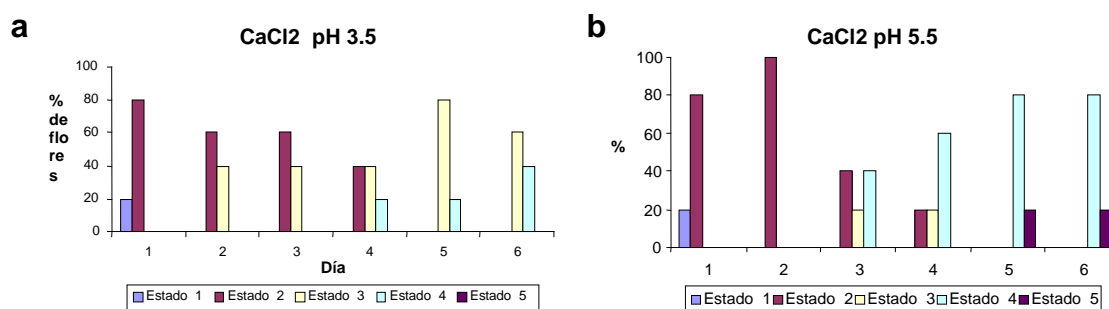 a
CaCl2 pH 3.5
% de flores
100
80
60
40
20
0
1 2 3 4 5 6
Día
Estado 1 Estado 2 Estado 3 Estado 4 Estado 5
b
CaCl2 pH 5.5
%
100
80
60
40
20
0
1 2 3 4 5 6
Estado 1 Estado 2 Estado 3 Estado 4 Estado 5